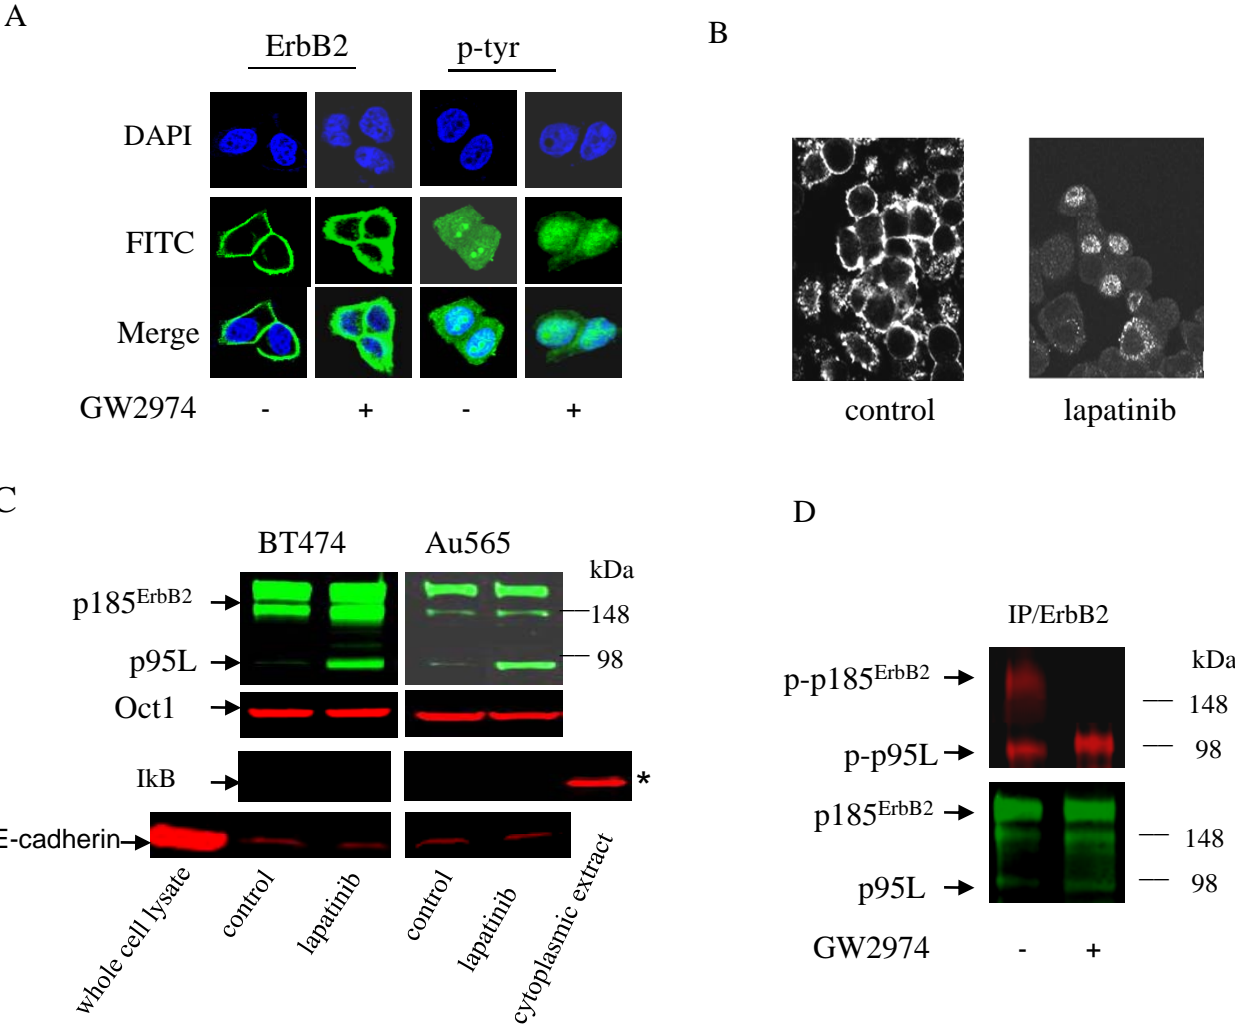 A
ErbB2 p-tyr
DAPI
FITC
Merge
GW2974 - + - +
B
control lapatinib
C
BT474 Au565
kDa
p185ErbB2
148
p95L
98
Oct1
IkB
*
E-cadherin
whole cell lysate
control
lapatinib
control
lapatinib
cytoplasmic extract
D
IP/ErbB2
kDa
p-p185ErbB2
148
p-p95L
98
p185ErbB2
148
p95L
98
GW2974 - +